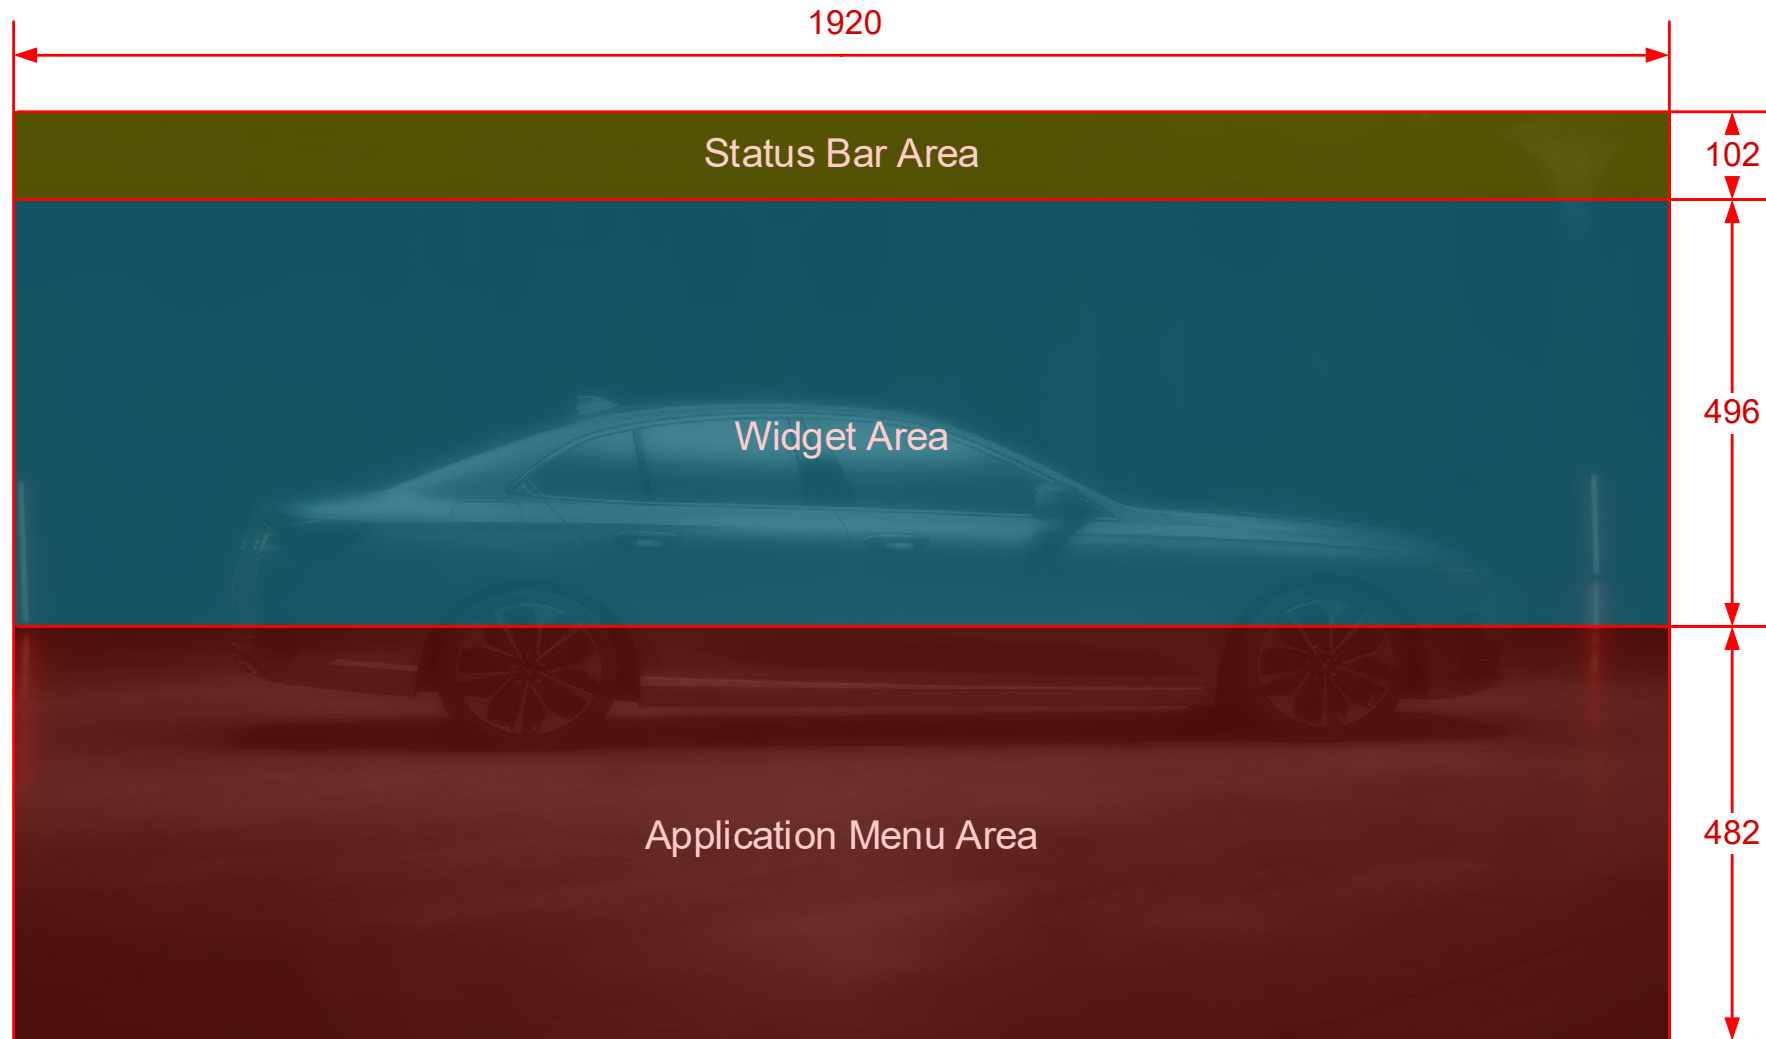 1920
Status Bar Area
102
Widget Area
496
Application Menu Area
482